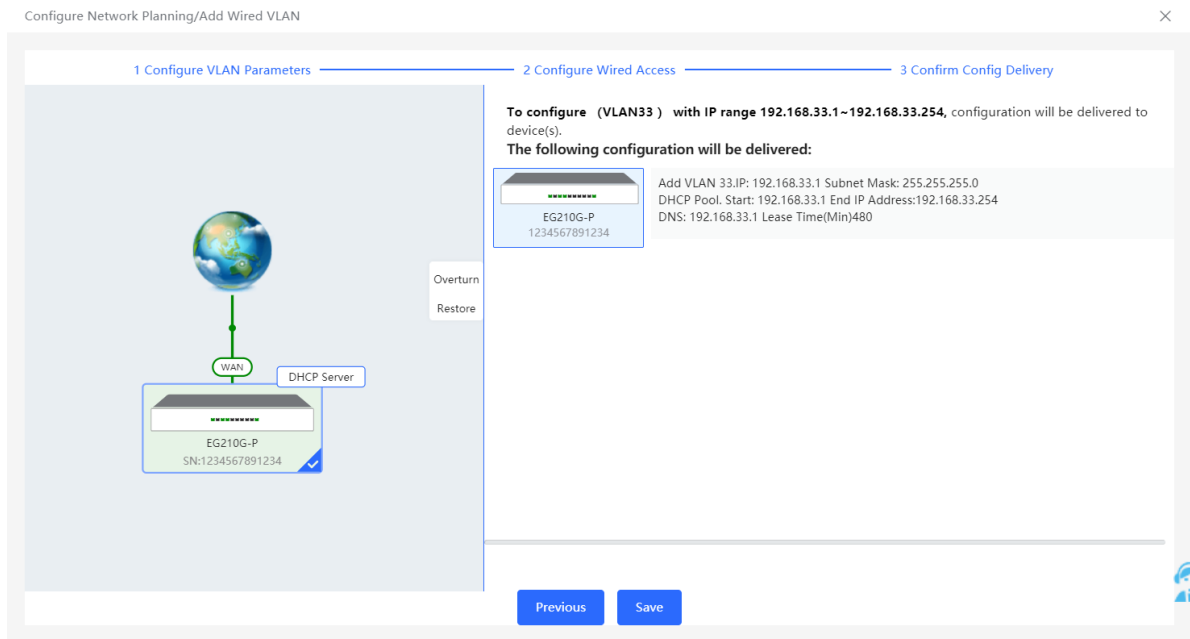 Configure Network Planning/Add Wired VLAN
1 Configure VLAN Parameters
2 Configure Wired Access
3 Confirm Config Delivery
Overturn
Restore
WAN
DHCP Server
EG210G-P
SN:1234567891234
To configure （VLAN33 ） with IP range 192.168.33.1~192.168.33.254, configuration will be delivered to
device(s).
The following configuration will be delivered:
EG210G-P
1234567891234
Add VLAN 33.IP: 192.168.33.1 Subnet Mask: 255.255.255.0
DHCP Pool. Start: 192.168.33.1 End IP Address:192.168.33.254
DNS: 192.168.33.1 Lease Time(Min)480
Previous
Save